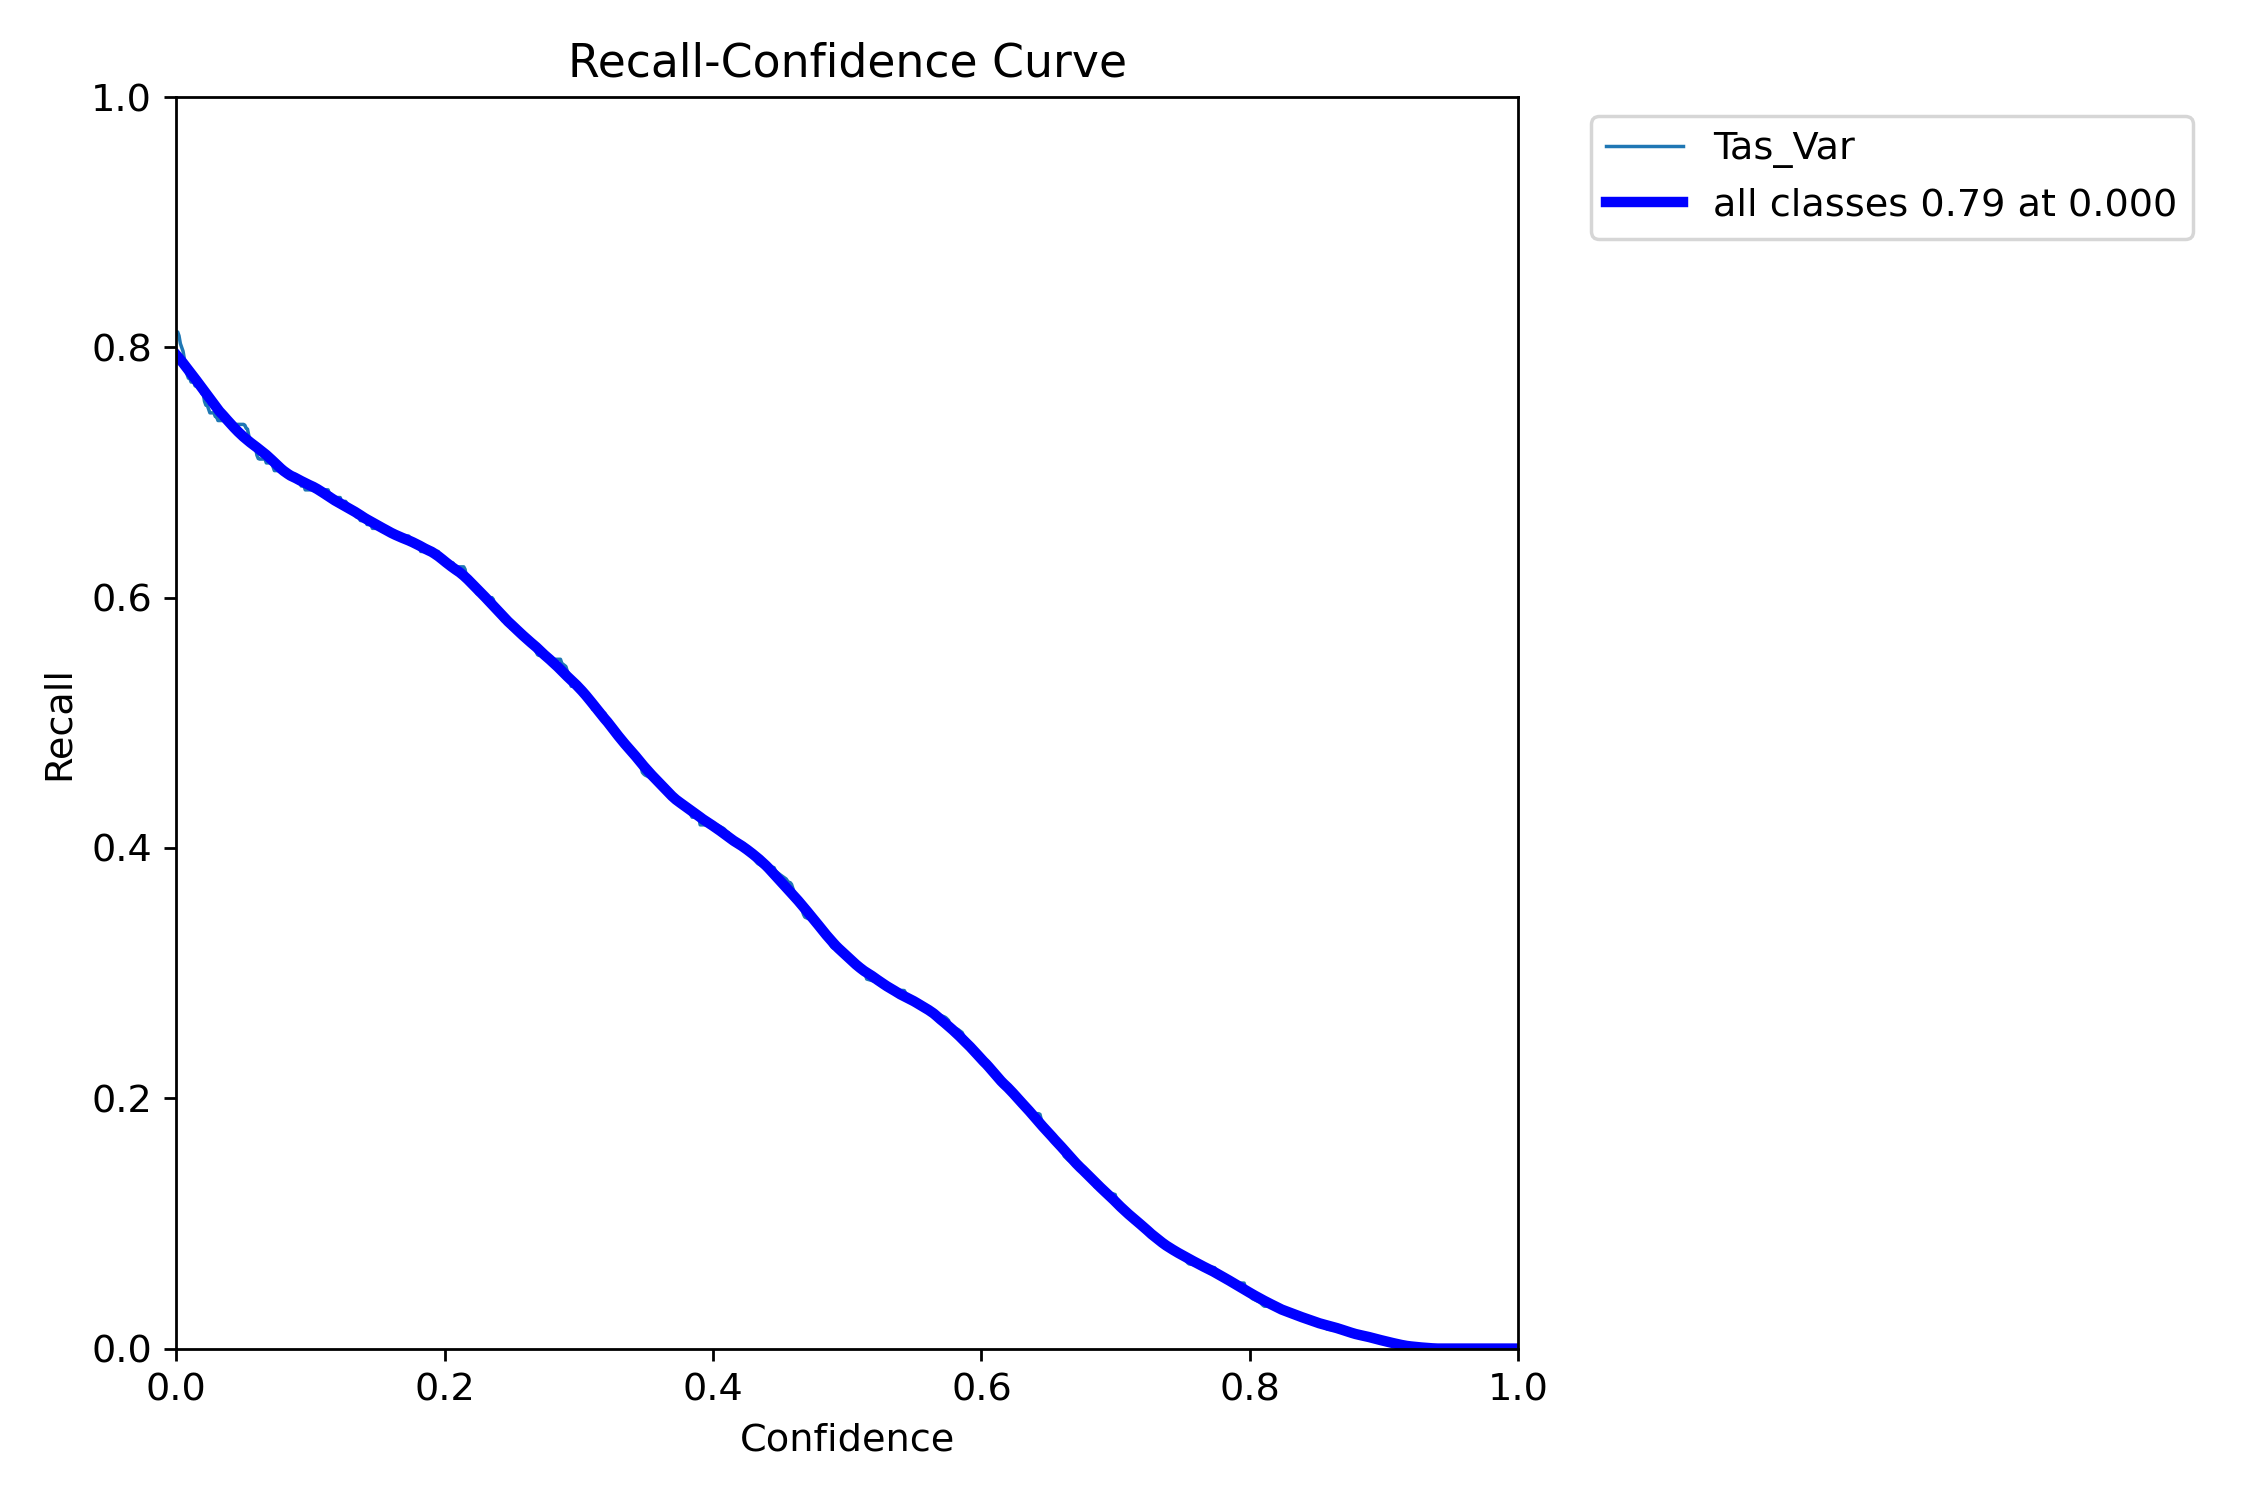 Recall-Confidence Curve
1.0
0.8
0.6
0.4
0.2
0.0
Recall
0.0 0.2 0.4 0.6 0.8 1.0
Confidence
Tas_Var
all classes 0.79 at 0.000